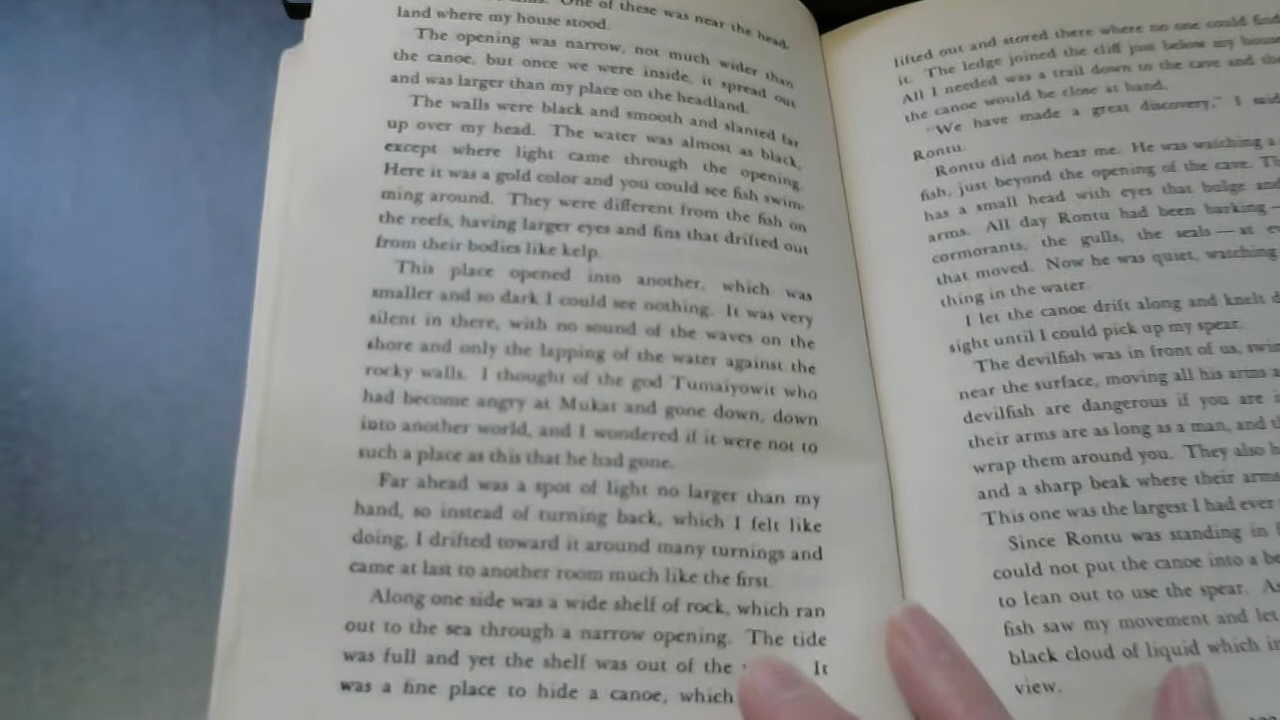 One of these was near the head-
land where my house stood.
The opening was narrow, not much wider than
the canoe, but once we were inside, it spread out
and was larger than my place on the headland.
The walls were black and smooth and slanted far
up over my head. The water was almost as black,
except where light came through the opening.
Here it was a gold color and you could see fish swim-
ming around. They were different from the fish on
the reefs, having larger eyes and fins that drifted out
from their bodies like kelp.
This place opened into another, which was
smaller and so dark I could see nothing. It was very
silent in there, with no sound of the waves on the
shore and only the lapping of the water against the
rocky walls. I thought of the god Tumaiyowit who
had become angry at Mukat and gone down, down
into another world, and I wondered if it were not to
such a place as this that he had gone.
Far ahead was a spot of light no larger than my
hand, so instead of turning back, which I felt like
doing, I drifted toward it around many turnings and
came at last to another room much like the first.
Along one side was a wide shelf of rock, which ran
out to the sea through a narrow opening. The tide
was full and yet the shelf was out of the It
was a fine place to hide a canoe, which
lifted out and stored there where no one could find
it. The ledge joined the cliff just below my house
All I needed was a trail down to the cave and the
the canoe would be close at hand.
"We have made a great discovery," I said
Rontu.
Rontu did not hear me. He was watching a
fish, just beyond the opening of the cave.
has a small head with eyes that bulge and
arms. All day Rontu had been barking—
cormorants, the gulls, the seals—at
that moved. Now he was quiet, watching
thing in the water.
I let the canoe drift along and knelt
sight until I could pick up my spear.
The devilfish was in front of us,
near the surface, moving all his arms
devilfish are dangerous if you are
their arms are as long as a man, and
wrap them around you. They also
and a sharp beak where their
This one was the largest I had ever
Since Rontu was standing in
could not put the canoe into a
to lean out to use the spear.
fish saw my movement and let
black cloud of liquid which
view.